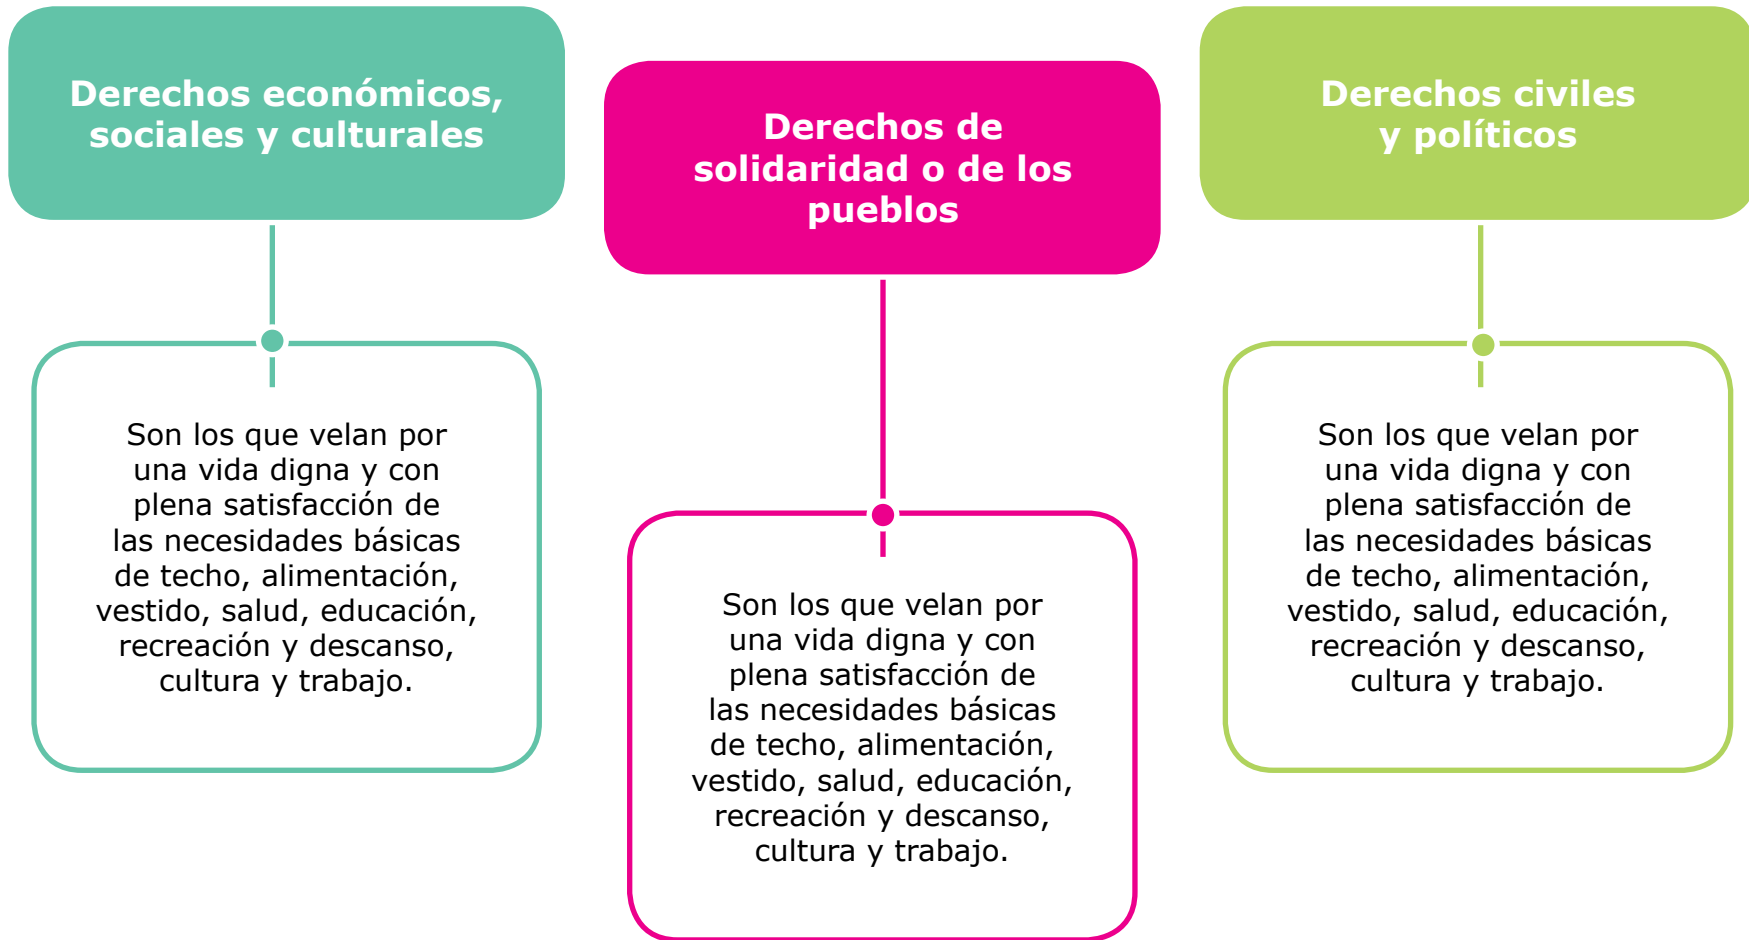 Derechos económicos,
sociales y culturales
Son los que velan por
una vida digna y con
plena satisfacción de
las necesidades básicas
de techo, alimentación,
vestido, salud, educación,
recreación y descanso,
cultura y trabajo.
Derechos de
solidaridad o de los
pueblos
Son los que velan por
una vida digna y con
plena satisfacción de
las necesidades básicas
de techo, alimentación,
vestido, salud, educación,
recreación y descanso,
cultura y trabajo.
Derechos civiles
y políticos
Son los que velan por
una vida digna y con
plena satisfacción de
las necesidades básicas
de techo, alimentación,
vestido, salud, educación,
recreación y descanso,
cultura y trabajo.